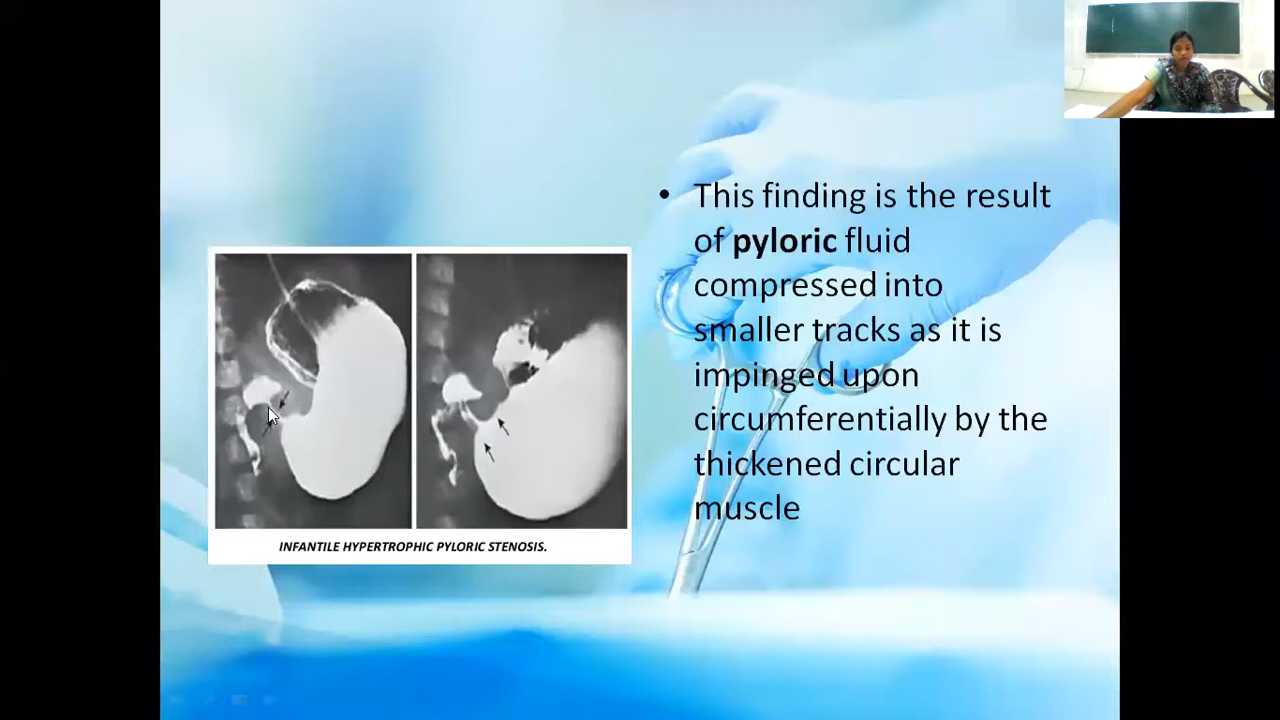 • This finding is the result
of pyloric fluid
compressed into
smaller tracks as it is
impinged upon
circumferentially by the
thickened circular
muscle
INFANTILE HYPERTROPHIC PYLORIC STENOSIS.